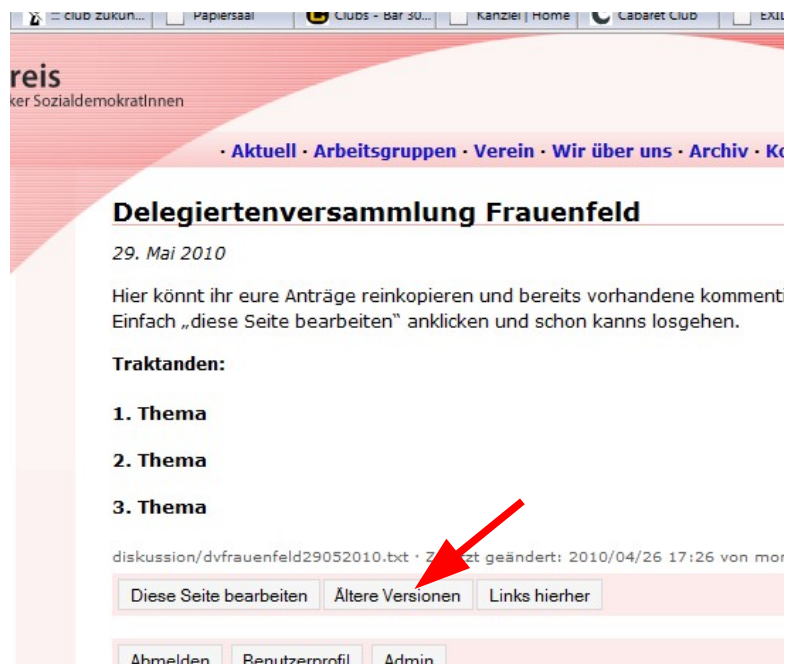 :: club zukun... Papiersaal Clubs - Bar 30... Kanzlei | Home Cabaret Club EXIL
reis
ker SozialdemokratInnen
· Aktuell · Arbeitsgruppen · Verein · Wir über uns · Archiv · Ko
Delegiertenversammlung Frauenfeld
29. Mai 2010
Hier könnt ihr eure Anträge reinkopieren und bereits vorhandene kommenti
Einfach „diese Seite bearbeiten“ anklicken und schon kanns losgehen.
Traktanden:
1. Thema
2. Thema
3. Thema
diskussion/dvfrauenfeld29052010.txt · geändert: 2010/04/26 17:26 von mor
Diese Seite bearbeiten Ältere Versionen Links hierher
Abmelden Benutzerprofil Admin